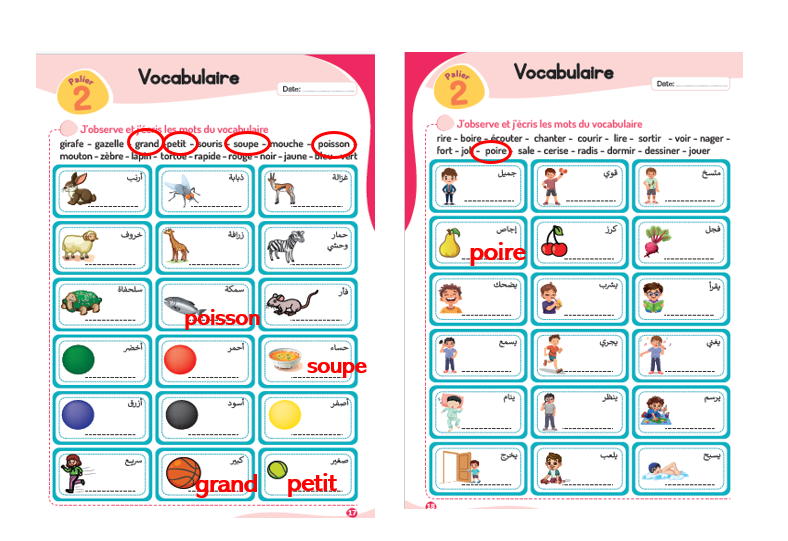 Palier
2
Vocabulaire
Date:
J'observe et j'écris les mots du vocabulaire
girafe - gazelle - grand - petit - souris - soupe - mouche - poisson
mouton - zèbre - lapin - tortue - rapide - rouge - noir - jaune - bleu - vert
أرنب
ذبابة
غزالة
خروف
زرافة
حمار
وحشي
سلحفاة
سمكة
فأر
poisson
أخضر
أحمر
حساء
soupe
أزرق
أسود
أصفر
سريع
كبير
صغير
grand
petit
17
Palier
2
Vocabulaire
Date:
J'observe et j'écris les mots du vocabulaire
rire - boire - écouter - chanter - courir - lire - sortir - voir - nager -
fort - joli - poire - sale - cerise - radis - dormir - dessiner - jouer
جميل
قوي
متسخ
إجاص
كرز
فجل
poire
يضحك
يشرب
يقرأ
يسمع
يجري
يغني
ينام
ينظر
يرسم
يخرج
يلعب
يسبح
18